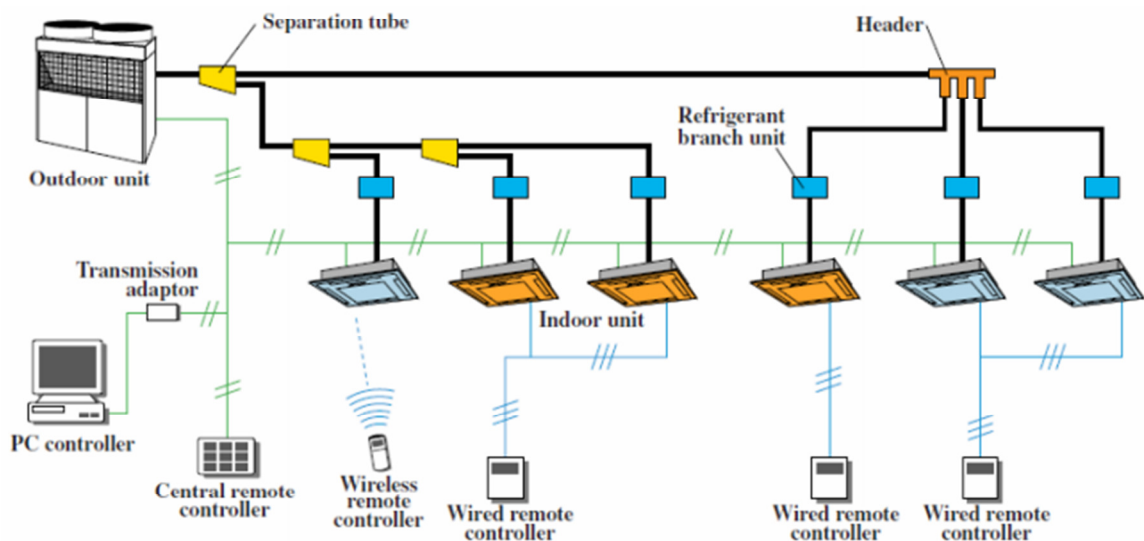 Separation tube
Header
Refrigerant
branch unit
Outdoor unit
Transmission
adaptor
Indoor unit
PC controller
Central remote
controller
Wireless
remote
controller
Wired remote
controller
Wired remote
controller
Wired remote
controller